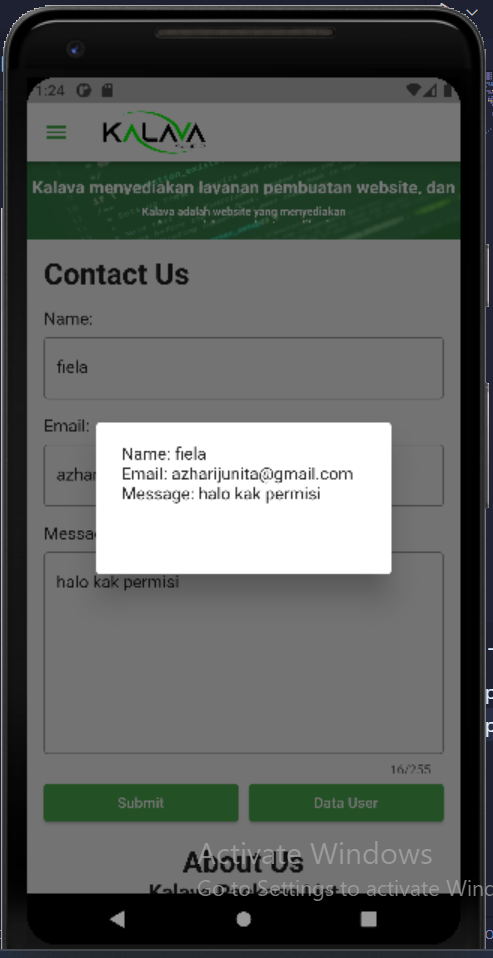 1:24
KALAVA
Kalava menyediakan layanan pembuatan website, dan
Kalava adalah website yang menyediakan
Contact Us
Name:
fiela
Email:
azhar
Name: fiela
Email: azharijunita@gmail.com
Message: halo kak permisi
Messa
halo kak permisi
16/255
Submit
Data User
About Us
Activate Windows
Go to Settings to activate Wind